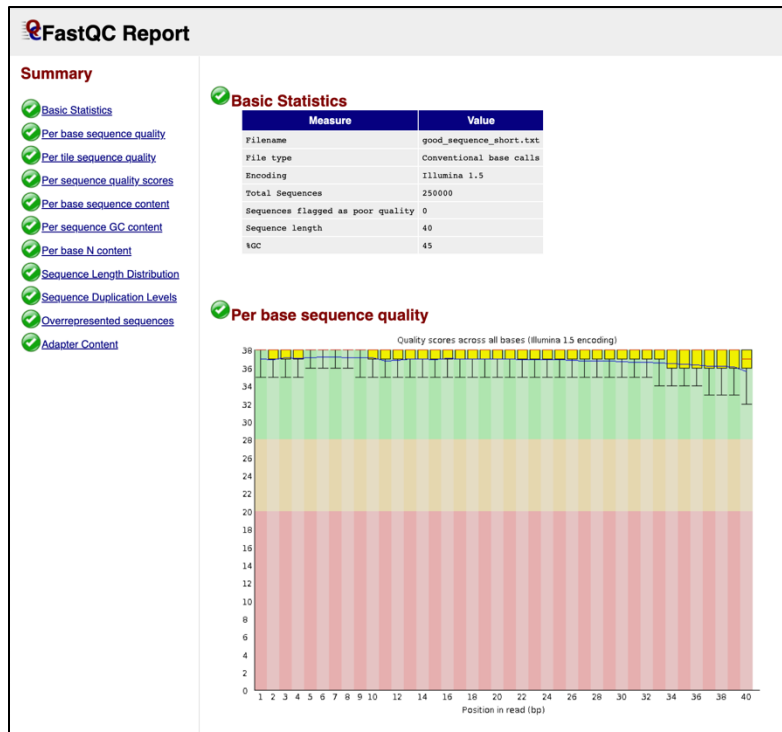 FastQC Report
Summary
Basic Statistics
Per base sequence quality
Per tile sequence quality
Per sequence quality scores
Per base sequence content
Per sequence GC content
Per base N content
Sequence Length Distribution
Sequence Duplication Levels
Overrepresented sequences
Adapter Content
Basic Statistics
Measure Value
Filename good_sequence_short.txt
File type Conventional base calls
Encoding Illumina 1.5
Total Sequences 250000
Sequences flagged as poor quality 0
Sequence length 40
%GC 45
Per base sequence quality
Quality scores across all bases (Illumina 1.5 encoding)
38
36
34
32
30
28
26
24
22
20
18
16
14
12
10
8
6
4
2
0
1 2 3 4 5 6 7 8 9 10 12 14 16 18 20 22 24 26 28 30 32 34 36 38 40
Position in read (bp)